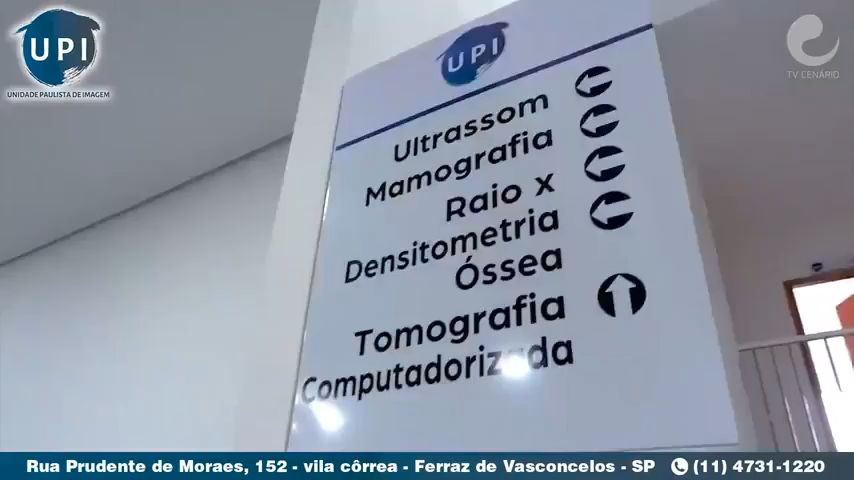 UPI
UNIDADE PAULISTA DE IMAGEM
TV CENÁRIO
UPI
Ultrassom
Mamografia
Raio x
Densitometria
Óssea
Tomografia
Computadorizada
Rua Prudente de Moraes, 152 - vila côrrea - Ferraz de Vasconcelos - SP (11) 4731-1220